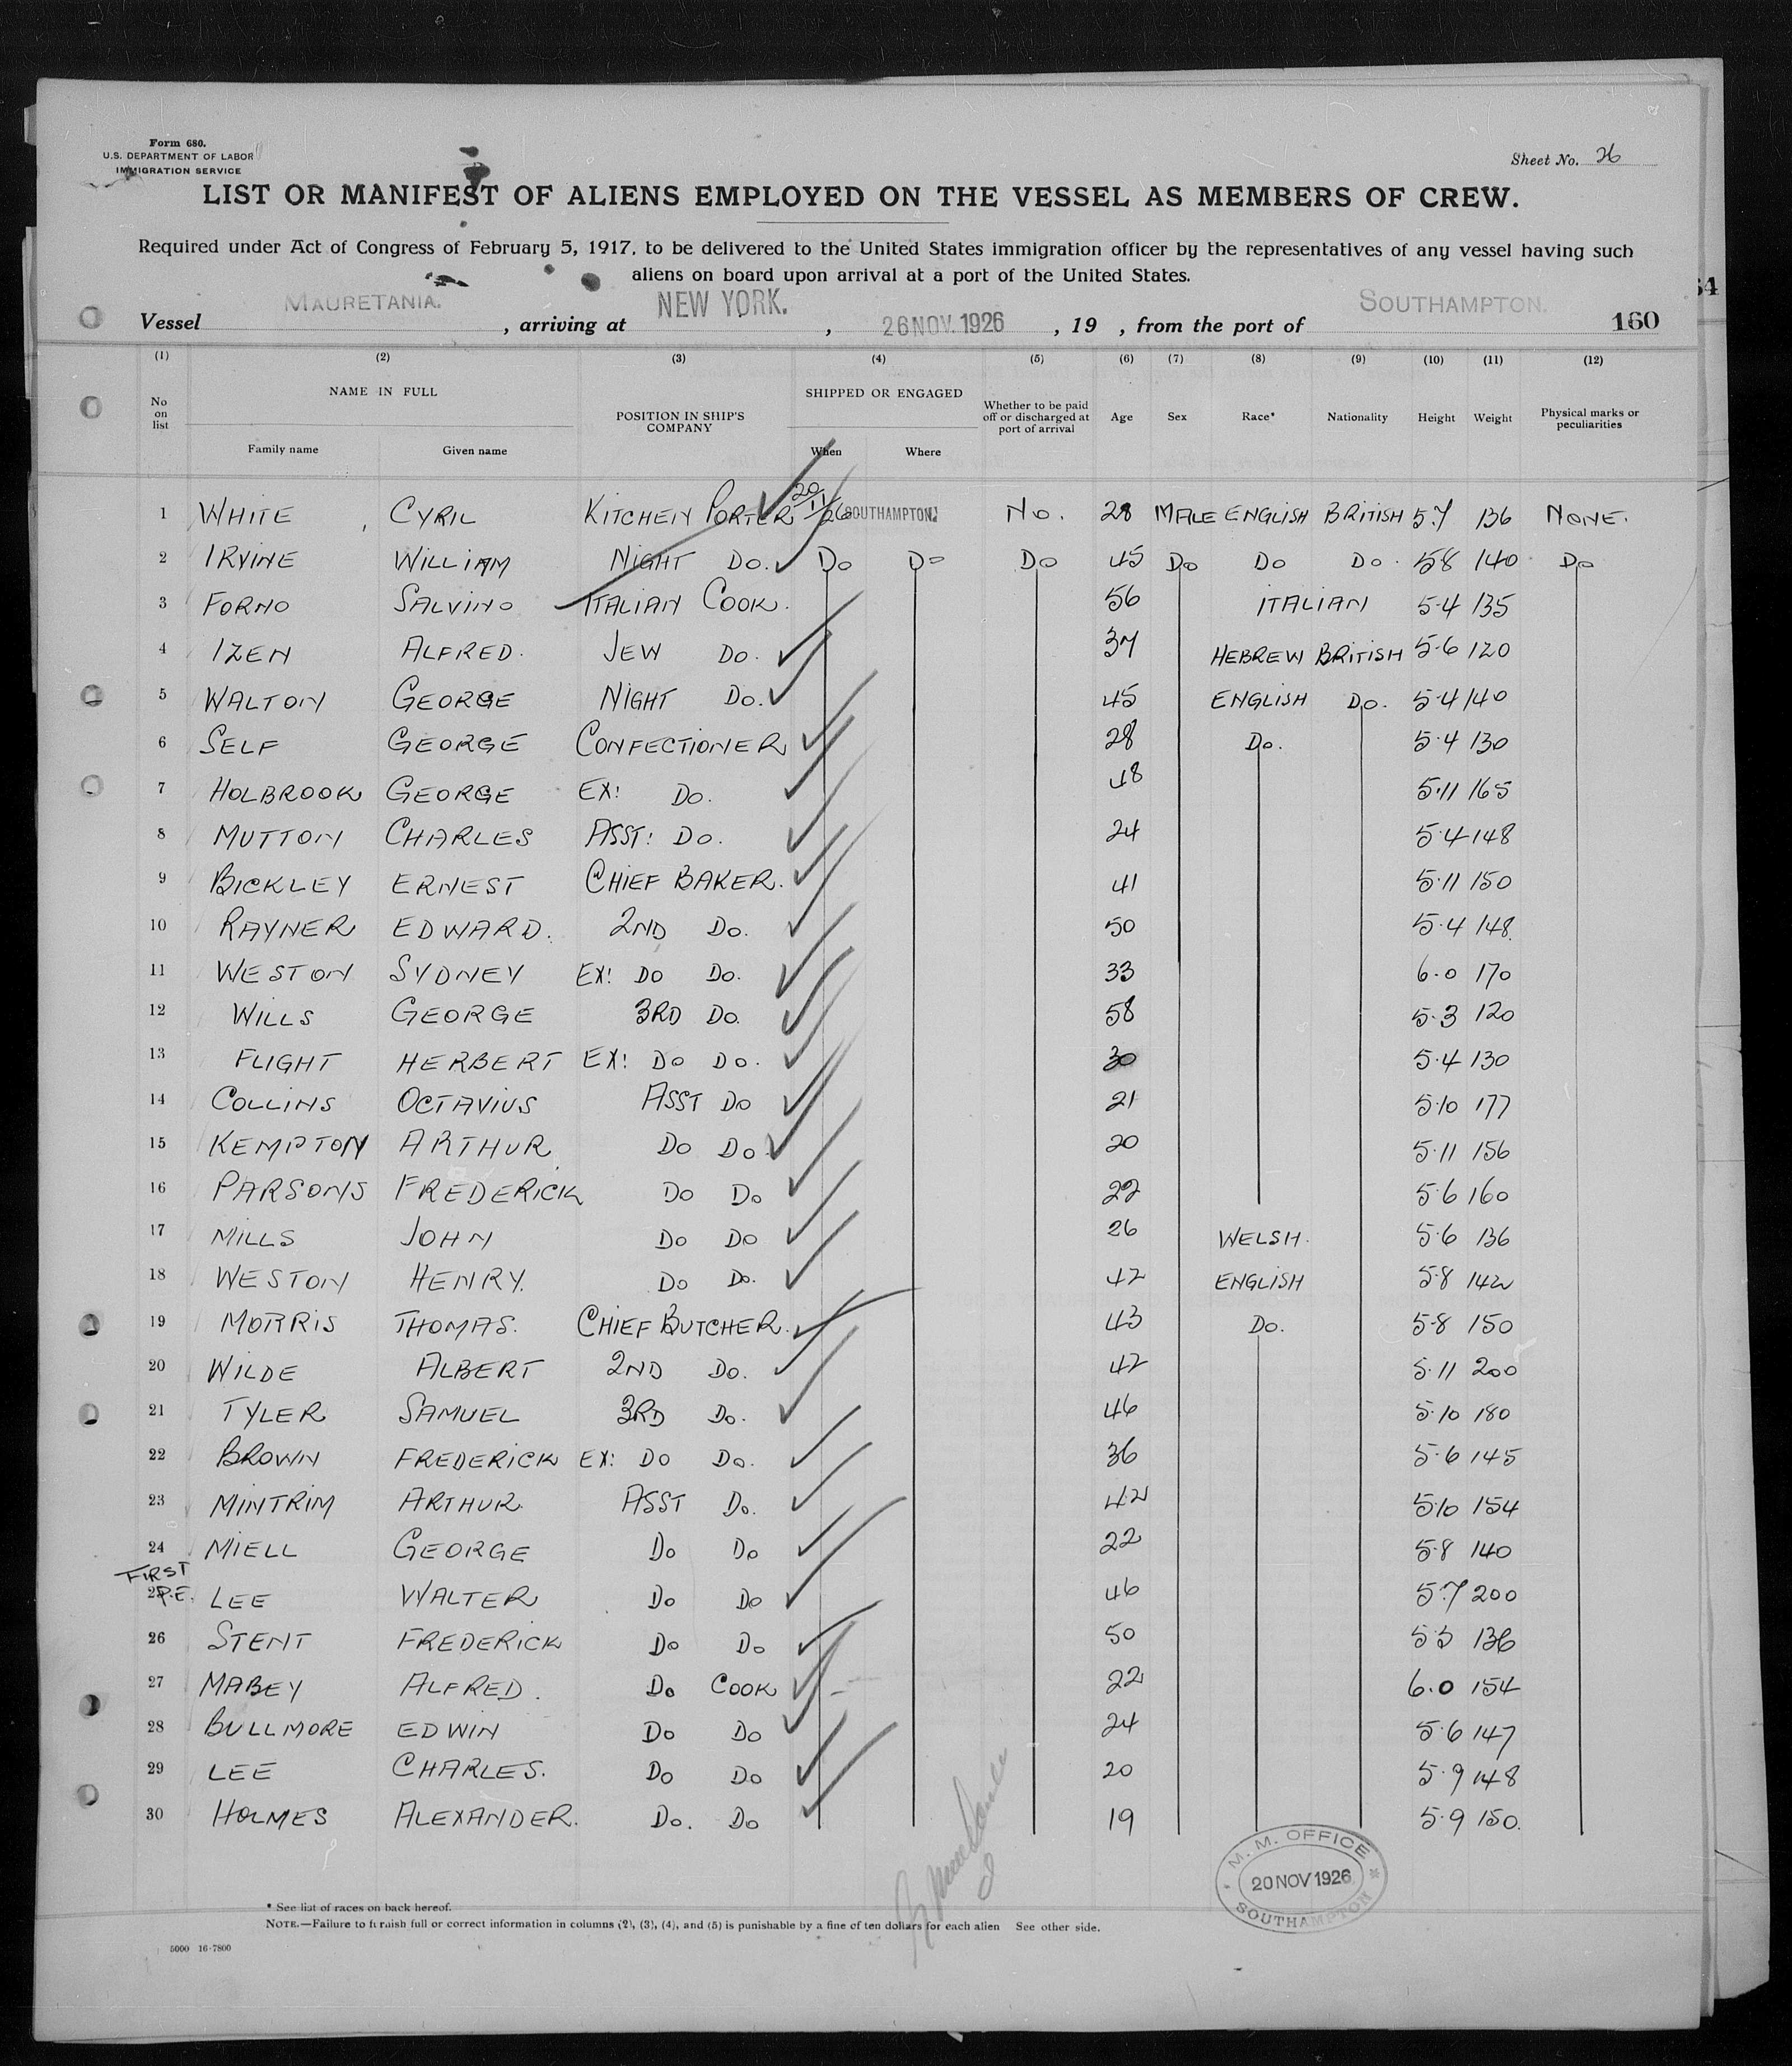 Form 680.
U.S. DEPARTMENT OF LABOR
IMMIGRATION SERVICE
Sheet No. 26
LIST OR MANIFEST OF ALIENS EMPLOYED ON THE VESSEL AS MEMBERS OF CREW.
Required under Act of Congress of February 5, 1917, to be delivered to the United States immigration officer by the representatives of any vessel having such
aliens on board upon arrival at a port of the United States.
54
Vessel MAURETANIA. , arriving at NEW YORK. , 26 NOV. 1926 , 19 , from the port of SOUTHAMPTON. 160
(1) (2) (3) (4) (5) (6) (7) (8) (9) (10) (11) (12)
No on list NAME IN FULL Family name Given name POSITION IN SHIP'S COMPANY SHIPPED OR ENGAGED When Where Whether to be paid off or discharged at port of arrival Age Sex Race* Nationality Height Weight Physical marks or peculiarities
1 WHITE CYRIL KITCHEN PORTER 20/11/26 SOUTHAMPTON. NO. 28 MALE ENGLISH BRITISH 5.7 136 NONE.
2 IRVINE WILLIAM NIGHT DO. DO DO DO 45 DO DO DO. 5.8 140 DO
3 FORNO SALVINO ITALIAN COOK. 56 ITALIAN 5.4 135
4 IZEN ALFRED. JEW DO. 37 HEBREW BRITISH 5.6 120
5 WALTON GEORGE NIGHT DO. 45 ENGLISH DO. 5.4 140
6 SELF GEORGE CONFECTIONER 28 DO. 5.4 130
7 HOLBROOK GEORGE EX: DO. 48 5.11 165
8 MUTTON CHARLES ASST: DO. 24 5.4 148
9 BICKLEY ERNEST CHIEF BAKER. 41 5.11 150
10 RAYNER EDWARD. 2ND DO. 50 5.4 148.
11 WESTON SYDNEY EX: DO DO. 33 6.0 170
12 WILLS GEORGE 3RD DO. 58 5.3 120
13 FLIGHT HERBERT EX: DO DO. 30 5.4 130
14 COLLINS OCTAVIUS ASST DO 21 5.10 177
15 KEMPTON ARTHUR DO DO. 20 5.11 156
16 PARSONS FREDERICK DO DO 22 5.6 160
17 MILLS JOHN DO DO 26 WELSH. 5.6 136
18 WESTON HENRY. DO DO. 42 ENGLISH 5.8 142
19 MORRIS THOMAS. CHIEF BUTCHER. 43 DO. 5.8 150
20 WILDE ALBERT 2ND DO. 42 5.11 200
21 TYLER SAMUEL 3RD DO. 46 5.10 180
22 BROWN FREDERICK EX: DO DO. 36 5.6 145
23 MINTRIM ARTHUR. ASST DO. 42 5.10 154
24 MIELL GEORGE DO DO 22 5.8 140
FIRST
P.E. LEE WALTER DO DO 46 5.7 200
26 STENT FREDERICK DO DO 50 5.5 136
27 MABEY ALFRED. DO COOK 22 6.0 154
28 BULLMORE EDWIN DO DO 24 5.6 147
29 LEE CHARLES. DO DO 20 5.9 148
30 HOLMES ALEXANDER. DO. DO 19 5.9 150.
M. M. OFFICE
20 NOV 1926
SOUTHAMPTON
* See list of races on back hereof.
NOTE.—Failure to furnish full or correct information in columns (2), (3), (4), and (5) is punishable by a fine of ten dollars for each alien See other side.
5000 16-7800